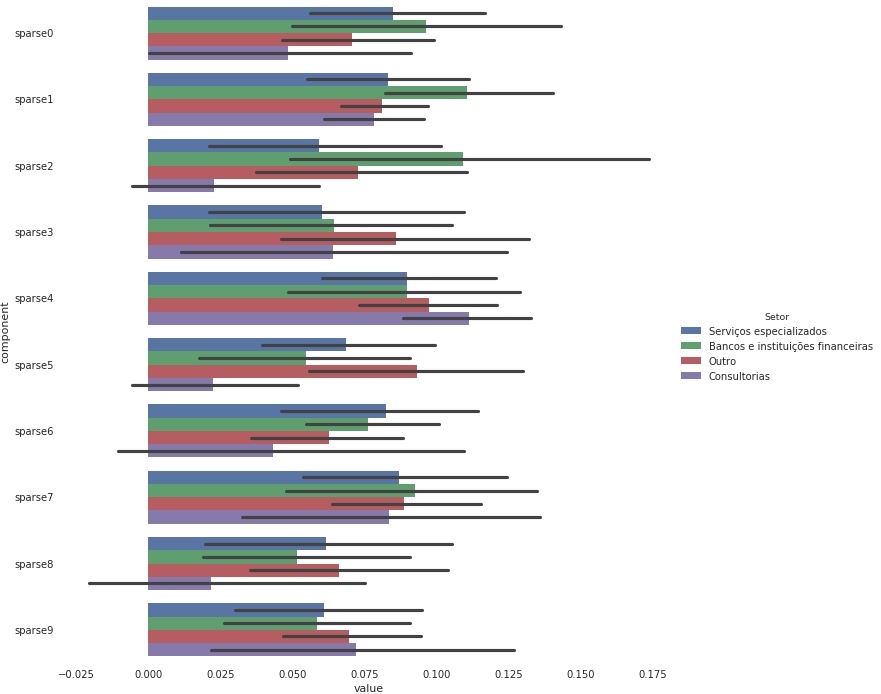 sparse0
sparse1
sparse2
sparse3
sparse4
component
sparse5
sparse6
sparse7
sparse8
sparse9
Setor
Serviços especializados
Bancos e instituições financeiras
Outro
Consultorias
−0.025 0.000 0.025 0.050 0.075 0.100 0.125 0.150 0.175
value